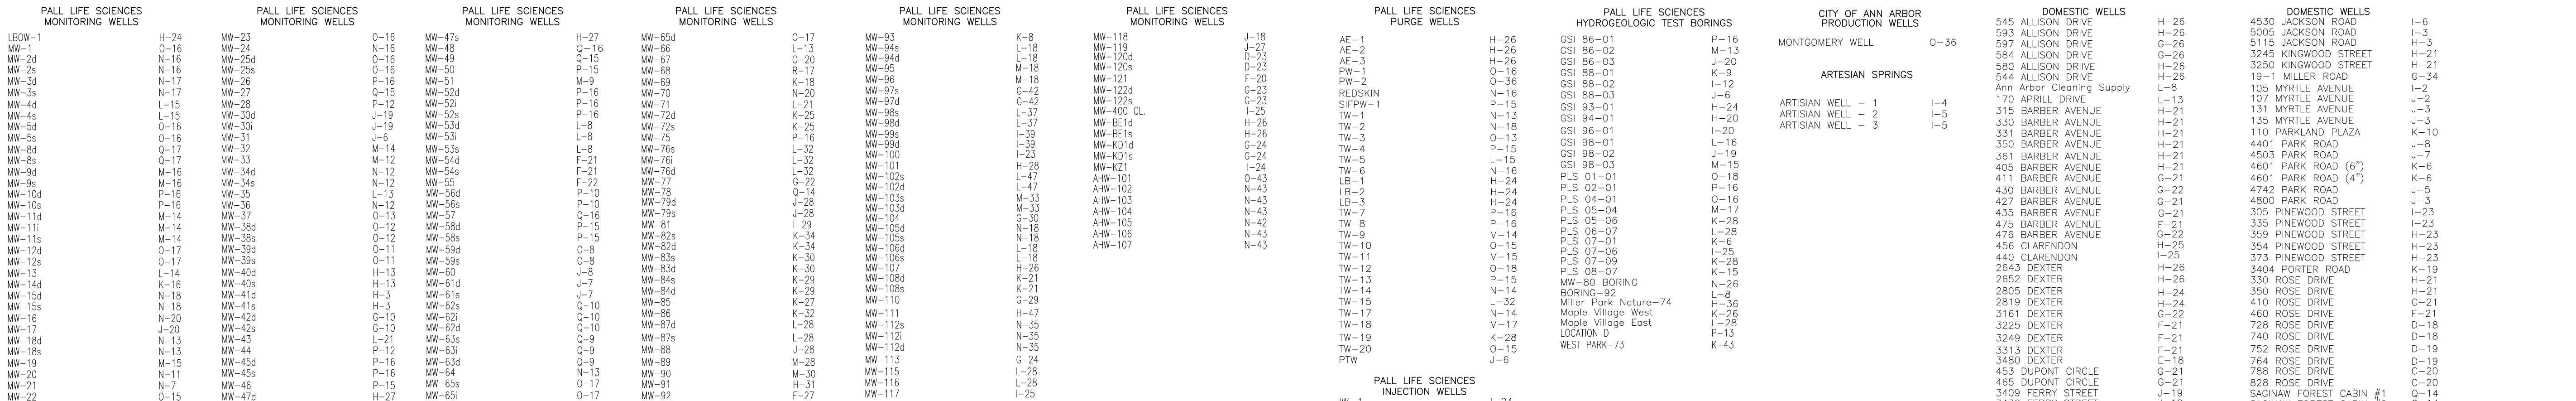 PALL LIFE SCIENCES
MONITORING WELLS
LBOW-1 H-24
MW-1 O-16
MW-2d N-16
MW-2s N-16
MW-3d N-17
MW-3s N-17
MW-4d L-15
MW-4s L-15
MW-5d O-16
MW-5s O-16
MW-8d Q-17
MW-8s Q-17
MW-9d M-16
MW-9s M-16
MW-10d P-16
MW-10s P-16
MW-11d M-14
MW-11i M-14
MW-11s M-14
MW-12d O-17
MW-12s O-17
MW-13 L-14
MW-14d K-16
MW-15d N-18
MW-15s N-18
MW-16 N-20
MW-17 J-20
MW-18d N-13
MW-18s N-13
MW-19 M-15
MW-20 N-11
MW-21 N-7
MW-22 O-15
PALL LIFE SCIENCES
MONITORING WELLS
MW-23 O-16
MW-24 N-16
MW-25d O-16
MW-25s O-16
MW-26 P-16
MW-27 Q-15
MW-28 P-12
MW-30d J-19
MW-30i J-19
MW-31 J-6
MW-32 M-14
MW-33 M-12
MW-34d N-12
MW-34s N-12
MW-35 L-13
MW-36 N-12
MW-37 O-13
MW-38d O-12
MW-38s O-12
MW-39d O-11
MW-39s O-11
MW-40d H-13
MW-40s H-13
MW-41d H-3
MW-41s H-3
MW-42d G-10
MW-42s G-10
MW-43 L-21
MW-44 P-12
MW-45d P-16
MW-45s P-16
MW-46 P-15
MW-47d H-27
PALL LIFE SCIENCES
MONITORING WELLS
MW-47s H-27
MW-48 Q-16
MW-49 Q-15
MW-50 P-15
MW-51 M-9
MW-52d P-16
MW-52i P-16
MW-52s P-16
MW-53d L-8
MW-53i L-8
MW-53s L-8
MW-54d F-21
MW-54s F-21
MW-55 F-22
MW-56d P-10
MW-56s P-10
MW-57 Q-16
MW-58d P-15
MW-58s P-15
MW-59d O-8
MW-59s O-8
MW-60 J-8
MW-61d J-7
MW-61s J-7
MW-62s Q-10
MW-62i Q-10
MW-62d Q-10
MW-63s Q-9
MW-63i Q-9
MW-63d Q-9
MW-64 N-13
MW-65s O-17
MW-65i O-17
PALL LIFE SCIENCES
MONITORING WELLS
MW-65d O-17
MW-66 L-13
MW-67 O-20
MW-68 R-17
MW-69 K-18
MW-70 N-20
MW-71 L-21
MW-72d K-25
MW-72s K-25
MW-75 P-16
MW-76s L-32
MW-76i L-32
MW-76d L-32
MW-77 G-22
MW-78 Q-14
MW-79d J-28
MW-79s J-28
MW-81 I-29
MW-82s K-34
MW-82d K-34
MW-83s K-30
MW-83d K-30
MW-84s K-29
MW-84d K-29
MW-85 K-27
MW-86 K-32
MW-87d L-28
MW-87s L-28
MW-88 J-28
MW-89 M-28
MW-90 M-30
MW-91 H-31
MW-92 F-27
PALL LIFE SCIENCES
MONITORING WELLS
MW-93 K-8
MW-94s L-18
MW-94d L-18
MW-95 M-18
MW-96 M-18
MW-97s G-42
MW-97d G-42
MW-98s L-37
MW-98d L-37
MW-99s I-39
MW-99d I-39
MW-100 I-23
MW-101 H-28
MW-102s L-47
MW-102d L-47
MW-103s M-33
MW-103d M-33
MW-104 G-30
MW-105d N-18
MW-105s N-18
MW-106d L-18
MW-106s L-18
MW-107 H-26
MW-108d K-21
MW-108s K-21
MW-110 G-29
MW-111 H-47
MW-112s N-35
MW-112i N-35
MW-112d N-35
MW-113 G-24
MW-115 L-28
MW-116 L-28
MW-117 I-25
PALL LIFE SCIENCES
MONITORING WELLS
MW-118 J-18
MW-119 J-27
MW-120d D-23
MW-120s D-23
MW-121 F-20
MW-122d G-23
MW-122s G-23
MW-400 CL. I-25
MW-BE1d H-26
MW-BE1s H-26
MW-KD1d G-24
MW-KD1s G-24
MW-KZ1 I-24
AHW-101 O-43
AHW-102 N-43
AHW-103 N-43
AHW-104 N-43
AHW-105 N-42
AHW-106 N-43
AHW-107 N-43
PALL LIFE SCIENCES
PURGE WELLS
AE-1 H-26
AE-2 H-26
AE-3 H-26
PW-1 O-16
PW-2 O-36
REDSKIN N-16
SIFPW-1 P-15
TW-1 N-13
TW-2 N-18
TW-3 O-13
TW-4 P-15
TW-5 L-15
TW-6 N-16
LB-1 H-24
LB-2 H-24
LB-3 H-24
TW-7 P-16
TW-8 P-16
TW-9 M-14
TW-10 O-15
TW-11 M-15
TW-12 O-18
TW-13 P-15
TW-14 N-14
TW-15 L-32
TW-17 N-14
TW-18 M-17
TW-19 K-28
TW-20 O-15
PTW J-6
PALL LIFE SCIENCES
INJECTION WELLS
PALL LIFE SCIENCES
HYDROGEOLOGIC TEST BORINGS
GSI 86-01 P-16
GSI 86-02 M-13
GSI 86-03 J-20
GSI 88-01 K-9
GSI 88-02 I-12
GSI 88-03 J-6
GSI 93-01 H-24
GSI 94-01 H-20
GSI 96-01 I-20
GSI 98-01 L-16
GSI 98-02 J-19
GSI 98-03 M-15
PLS 01-01 O-18
PLS 02-01 P-16
PLS 04-01 O-16
PLS 05-04 M-17
PLS 05-06 K-28
PLS 06-07 L-28
PLS 07-01 K-6
PLS 07-06 I-25
PLS 07-09 K-28
PLS 08-07 K-15
MW-80 BORING N-26
BORING-92 L-8
Miller Park Nature-74 H-36
Maple Village West K-26
Maple Village East L-28
LOCATION D P-13
WEST PARK-73 K-43
CITY OF ANN ARBOR
PRODUCTION WELLS
MONTGOMERY WELL O-36
ARTESIAN SPRINGS
ARTISIAN WELL - 1 I-4
ARTISIAN WELL - 2 I-5
ARTISIAN WELL - 3 I-5
DOMESTIC WELLS
545 ALLISON DRIVE H-26
593 ALLISON DRIVE H-26
597 ALLISON DRIVE G-26
584 ALLISON DRIVE G-26
580 ALLISON DRIVE H-26
544 ALLISON DRIVE H-26
Ann Arbor Cleaning Supply L-8
170 APRILL DRIVE L-13
315 BARBER AVENUE H-21
330 BARBER AVENUE H-21
331 BARBER AVENUE H-21
350 BARBER AVENUE H-21
361 BARBER AVENUE H-21
405 BARBER AVENUE H-21
411 BARBER AVENUE G-21
430 BARBER AVENUE G-22
427 BARBER AVENUE G-21
435 BARBER AVENUE G-21
475 BARBER AVENUE F-21
476 BARBER AVENUE G-22
456 CLARENDON H-25
440 CLARENDON I-25
2643 DEXTER H-26
2652 DEXTER H-26
2805 DEXTER H-24
2819 DEXTER H-24
3161 DEXTER G-22
3225 DEXTER F-21
3249 DEXTER F-21
3313 DEXTER F-21
3480 DEXTER E-18
453 DUPONT CIRCLE G-21
465 DUPONT CIRCLE G-21
3409 FERRY STREET J-19
DOMESTIC WELLS
4530 JACKSON ROAD I-6
5005 JACKSON ROAD I-3
5115 JACKSON ROAD H-3
3245 KINGWOOD STREET H-21
3250 KINGWOOD STREET H-21
19-1 MILLER ROAD G-34
105 MYRTLE AVENUE I-2
107 MYRTLE AVENUE J-2
131 MYRTLE AVENUE J-3
135 MYRTLE AVENUE J-3
110 PARKLAND PLAZA K-10
4401 PARK ROAD J-8
4503 PARK ROAD J-7
4601 PARK ROAD (6") K-6
4601 PARK ROAD (4") K-6
4742 PARK ROAD J-5
4800 PARK ROAD J-3
305 PINEWOOD STREET I-23
335 PINEWOOD STREET I-23
359 PINEWOOD STREET H-23
354 PINEWOOD STREET H-23
373 PINEWOOD STREET H-23
3404 PORTER ROAD K-19
330 ROSE DRIVE H-21
350 ROSE DRIVE H-21
410 ROSE DRIVE G-21
460 ROSE DRIVE F-21
728 ROSE DRIVE D-18
740 ROSE DRIVE D-18
752 ROSE DRIVE D-19
764 ROSE DRIVE D-19
788 ROSE DRIVE C-20
828 ROSE DRIVE C-20
SAGINAW FOREST CABIN #1 Q-14